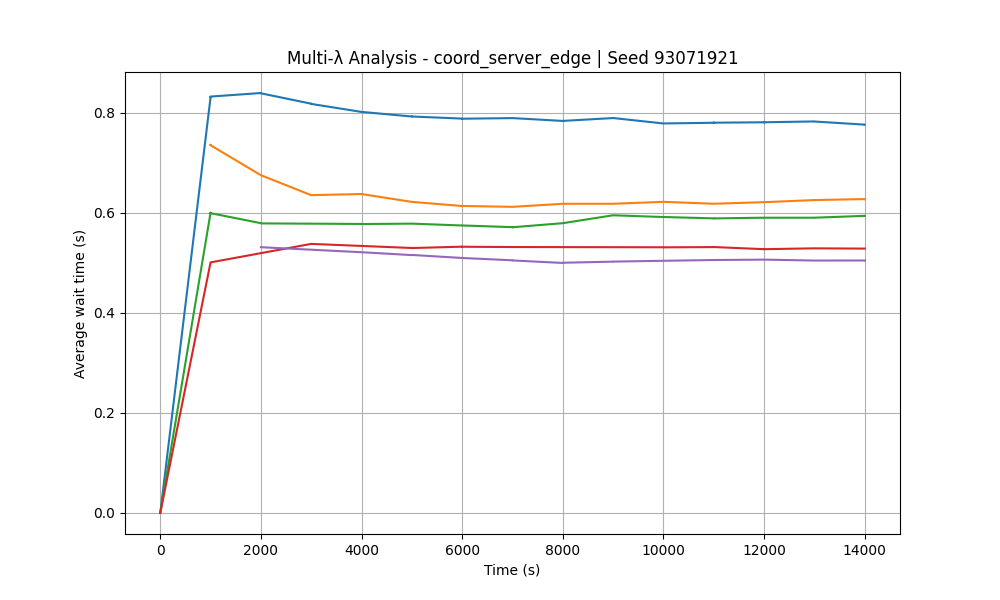 Multi-λ Analysis - coord_server_edge | Seed 93071921
Average wait time (s)
0.8
0.6
0.4
0.2
0.0
0 2000 4000 6000 8000 10000 12000 14000
Time (s)